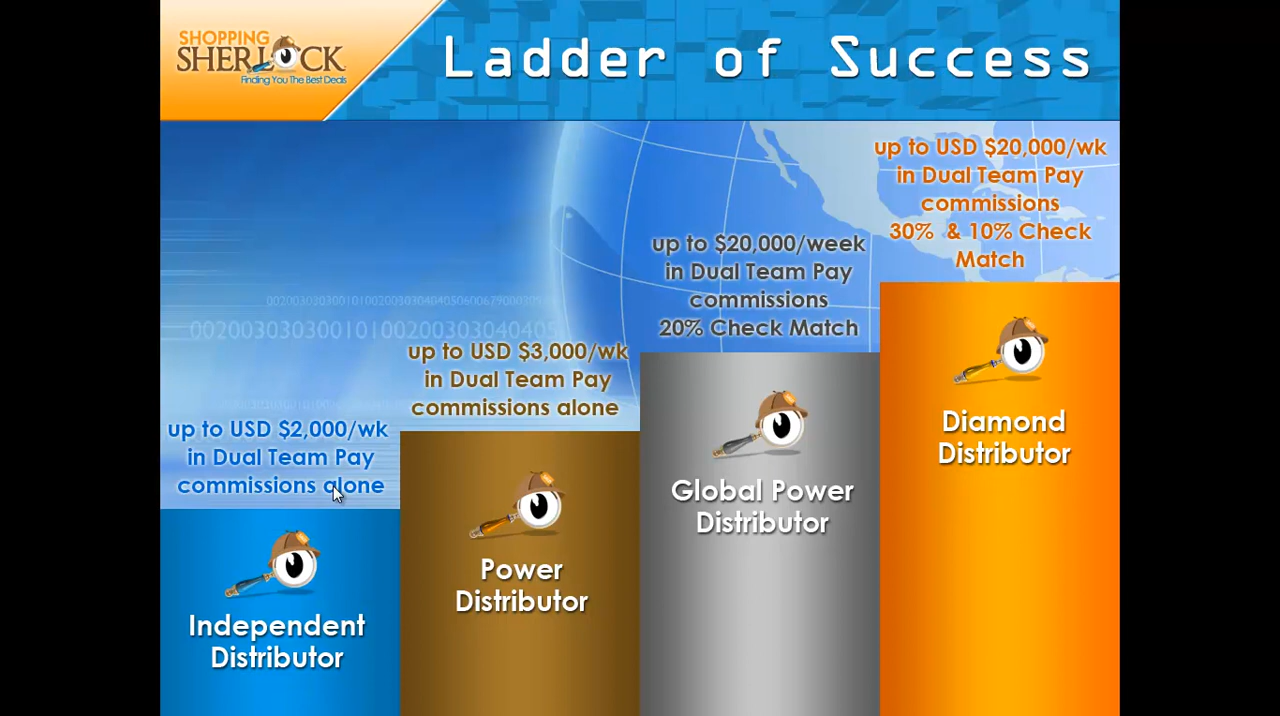 SHOPPING
SHERLOCK
Finding You The Best Deals
Ladder of Success
up to USD $20,000/wk
in Dual Team Pay
commissions
30% & 10% Check
Match
up to $20,000/week
in Dual Team Pay
commissions
20% Check Match
up to USD $3,000/wk
in Dual Team Pay
commissions alone
up to USD $2,000/wk
in Dual Team Pay
commissions alone
Diamond
Distributor
Global Power
Distributor
Power
Distributor
Independent
Distributor